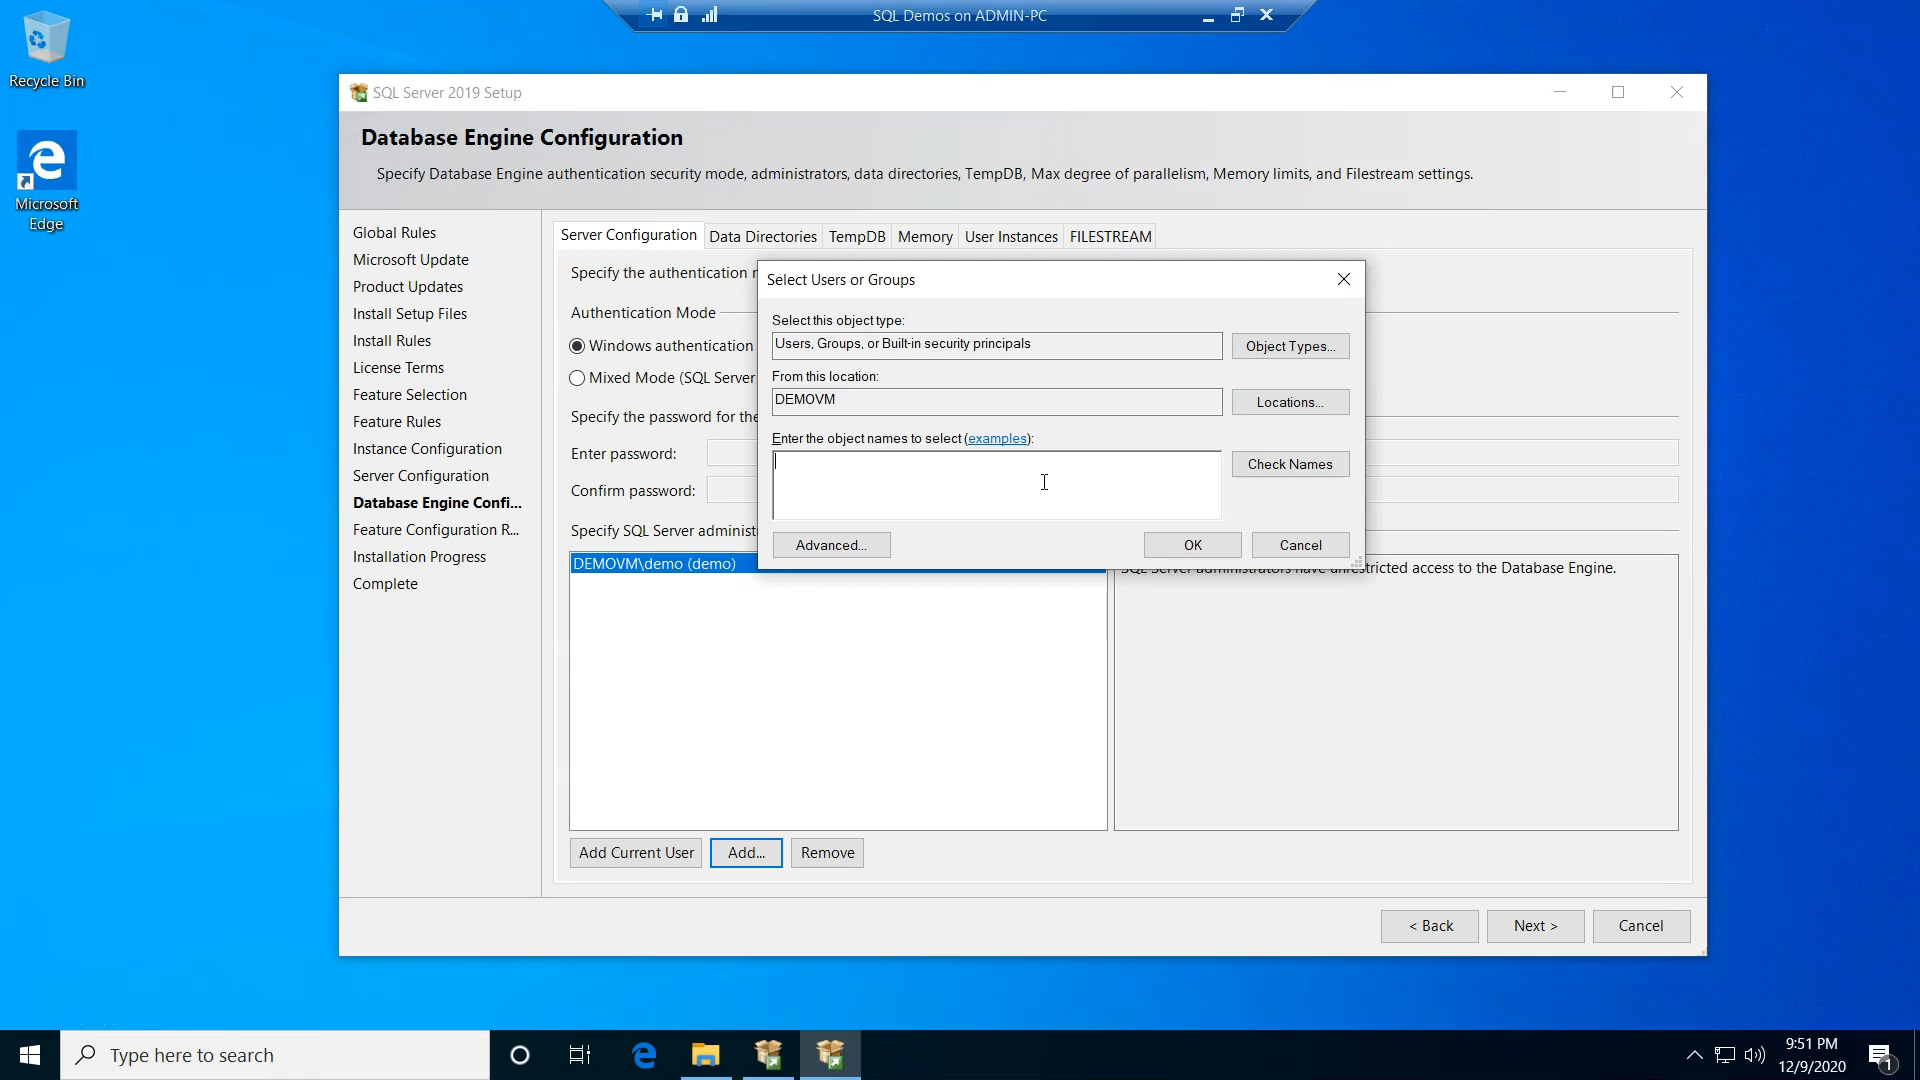 SQL Demos on ADMIN-PC
Recycle Bin
Microsoft
Edge
SQL Server 2019 Setup
Database Engine Configuration
Specify Database Engine authentication security mode, administrators, data directories, TempDB, Max degree of parallelism, Memory limits, and Filestream settings.
Global Rules
Microsoft Update
Product Updates
Install Setup Files
Install Rules
License Terms
Feature Selection
Feature Rules
Instance Configuration
Server Configuration
Database Engine Confi...
Feature Configuration R...
Installation Progress
Complete
Server Configuration Data Directories TempDB Memory User Instances FILESTREAM
Specify the authentication
Authentication Mode
Windows authentication
Mixed Mode (SQL Server
Specify the password for the
Enter password:
Confirm password:
Specify SQL Server administ
DEMOVM\demo (demo)
SQL Server administrators have unrestricted access to the Database Engine.
Select Users or Groups
Select this object type:
Users, Groups, or Built-in security principals
Object Types...
From this location:
DEMOVM
Locations...
Enter the object names to select (examples):
Check Names
Advanced...
OK
Cancel
Add Current User
Add...
Remove
< Back
Next >
Cancel
Type here to search
9:51 PM
12/9/2020
1